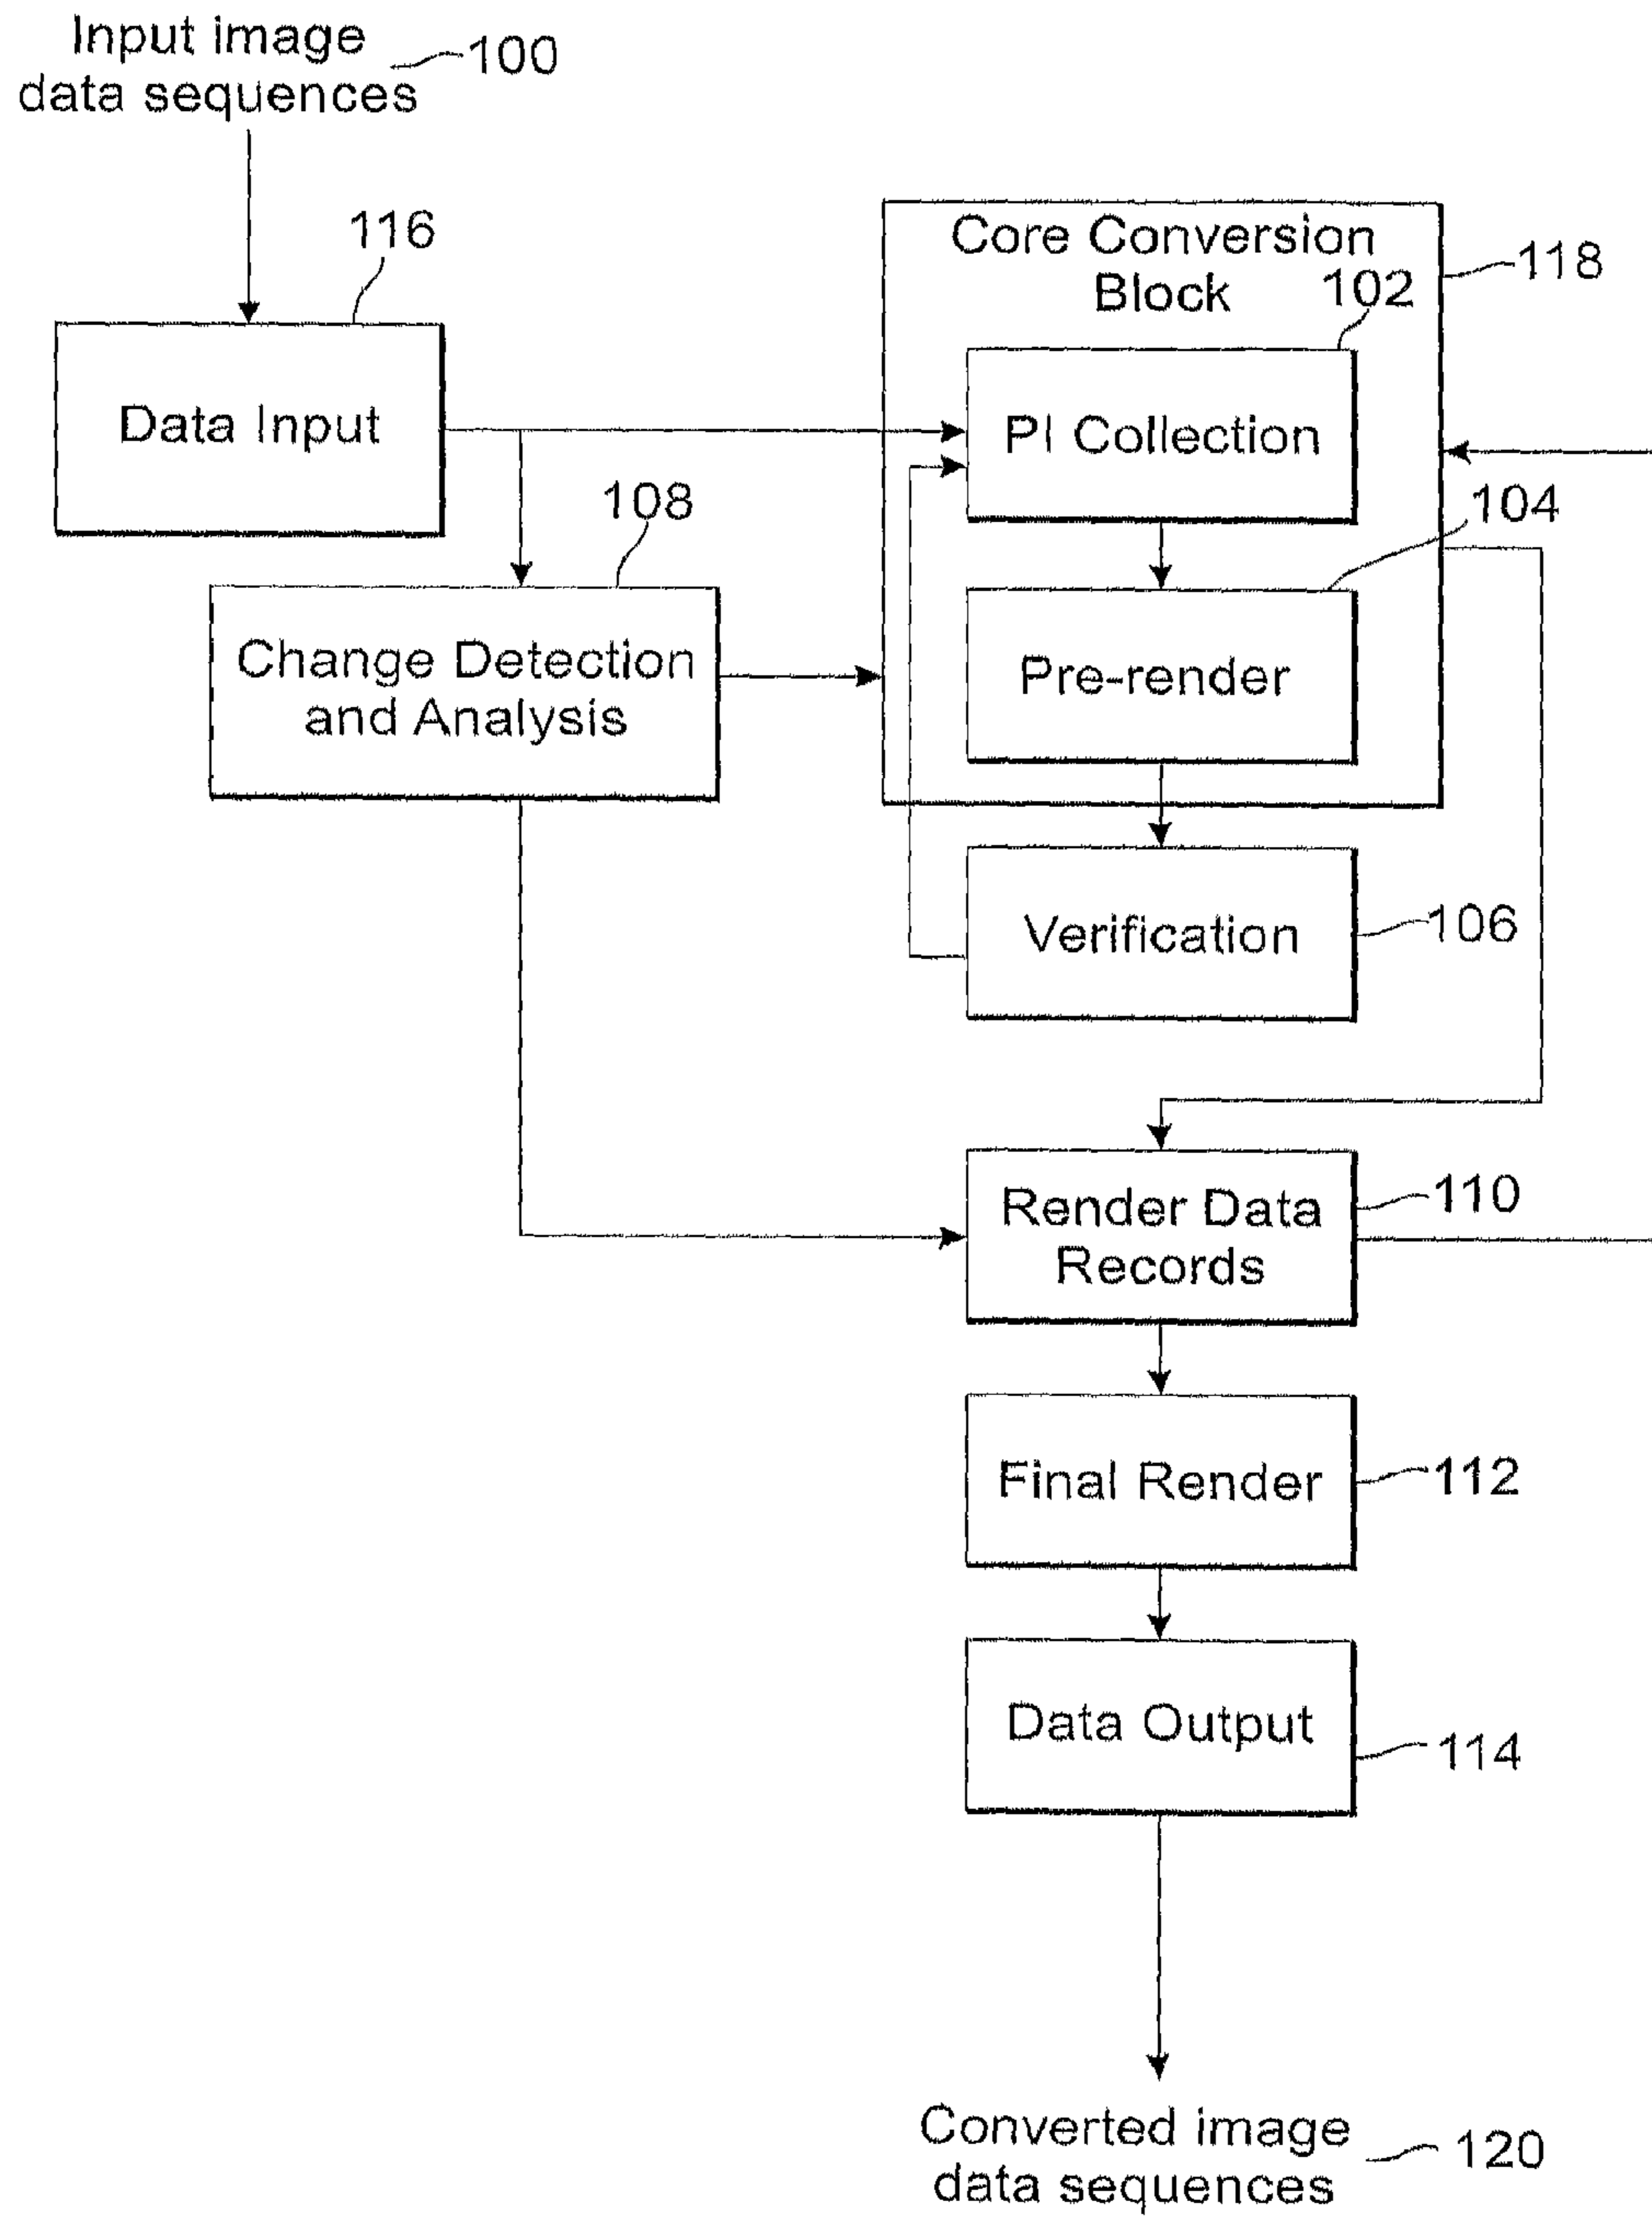 Input image
data sequences
100
116
Data Input
Core Conversion
Block
118
102
PI Collection
104
108
Change Detection
and Analysis
Pre-render
Verification
106
Render Data
Records
110
Final Render
112
Data Output
114
Converted image
data sequences
120